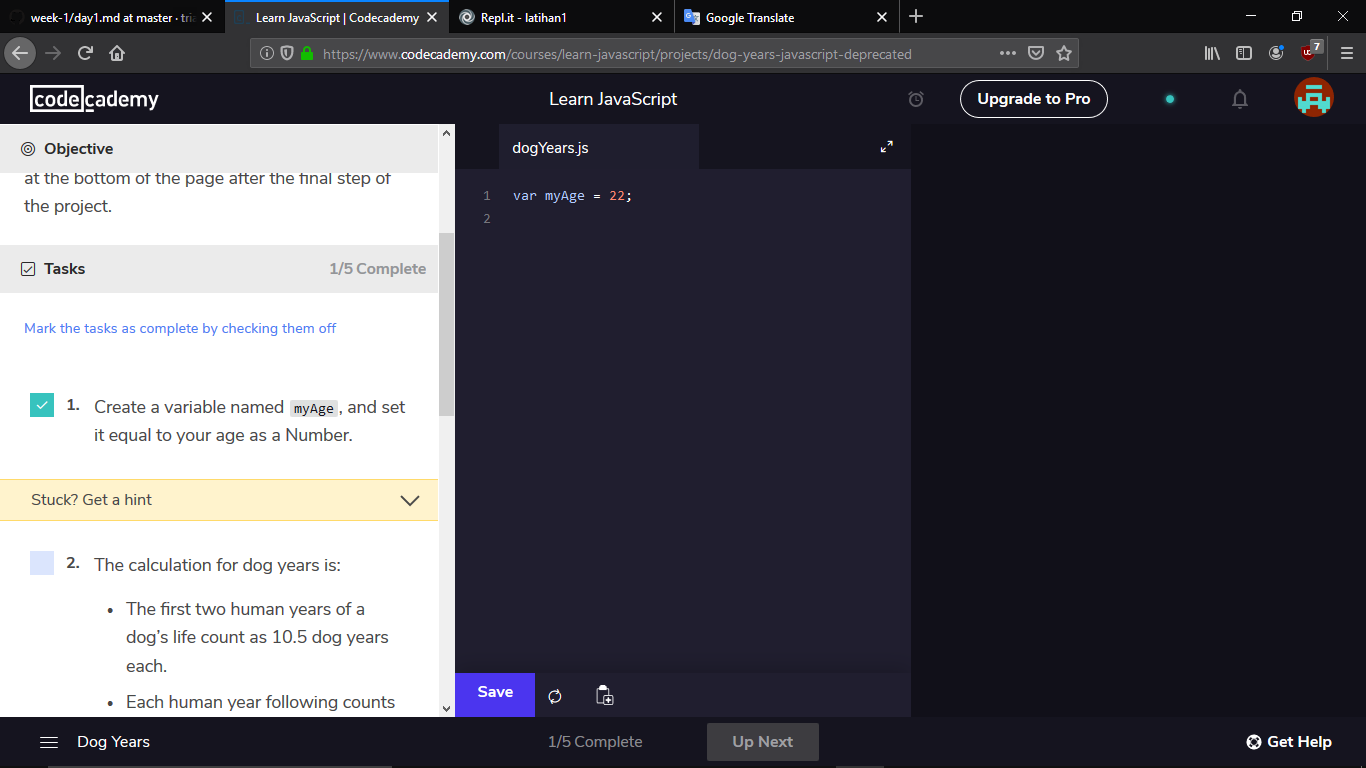 week-1/day1.md at master · tri
Learn JavaScript | Codecademy
Repl.it - latihan1
Google Translate
https://www.codecademy.com/courses/learn-javascript/projects/dog-years-javascript-deprecated
7
codecademy
Learn JavaScript
Upgrade to Pro
Objective
at the bottom of the page after the final step of
the project.
Tasks
1/5 Complete
Mark the tasks as complete by checking them off
1. Create a variable named myAge, and set
it equal to your age as a Number.
Stuck? Get a hint
2. The calculation for dog years is:
• The first two human years of a
dog’s life count as 10.5 dog years
each.
• Each human year following counts
dogYears.js
1 var myAge = 22;
2
Save
Dog Years
1/5 Complete
Up Next
Get Help